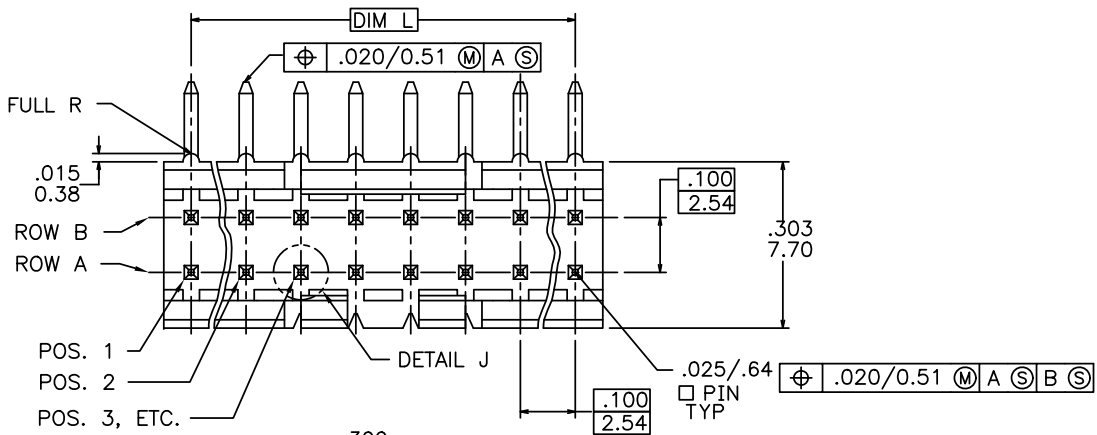 DIM L
⌖ .020/0.51 Ⓜ A Ⓢ
FULL R
.015
0.38
.100
2.54
ROW B
.303
7.70
ROW A
POS. 1
DETAIL J
.025/.64
⌖ .020/0.51 Ⓜ A Ⓢ B Ⓢ
POS. 2
□ PIN
TYP
.100
2.54
POS. 3, ETC.